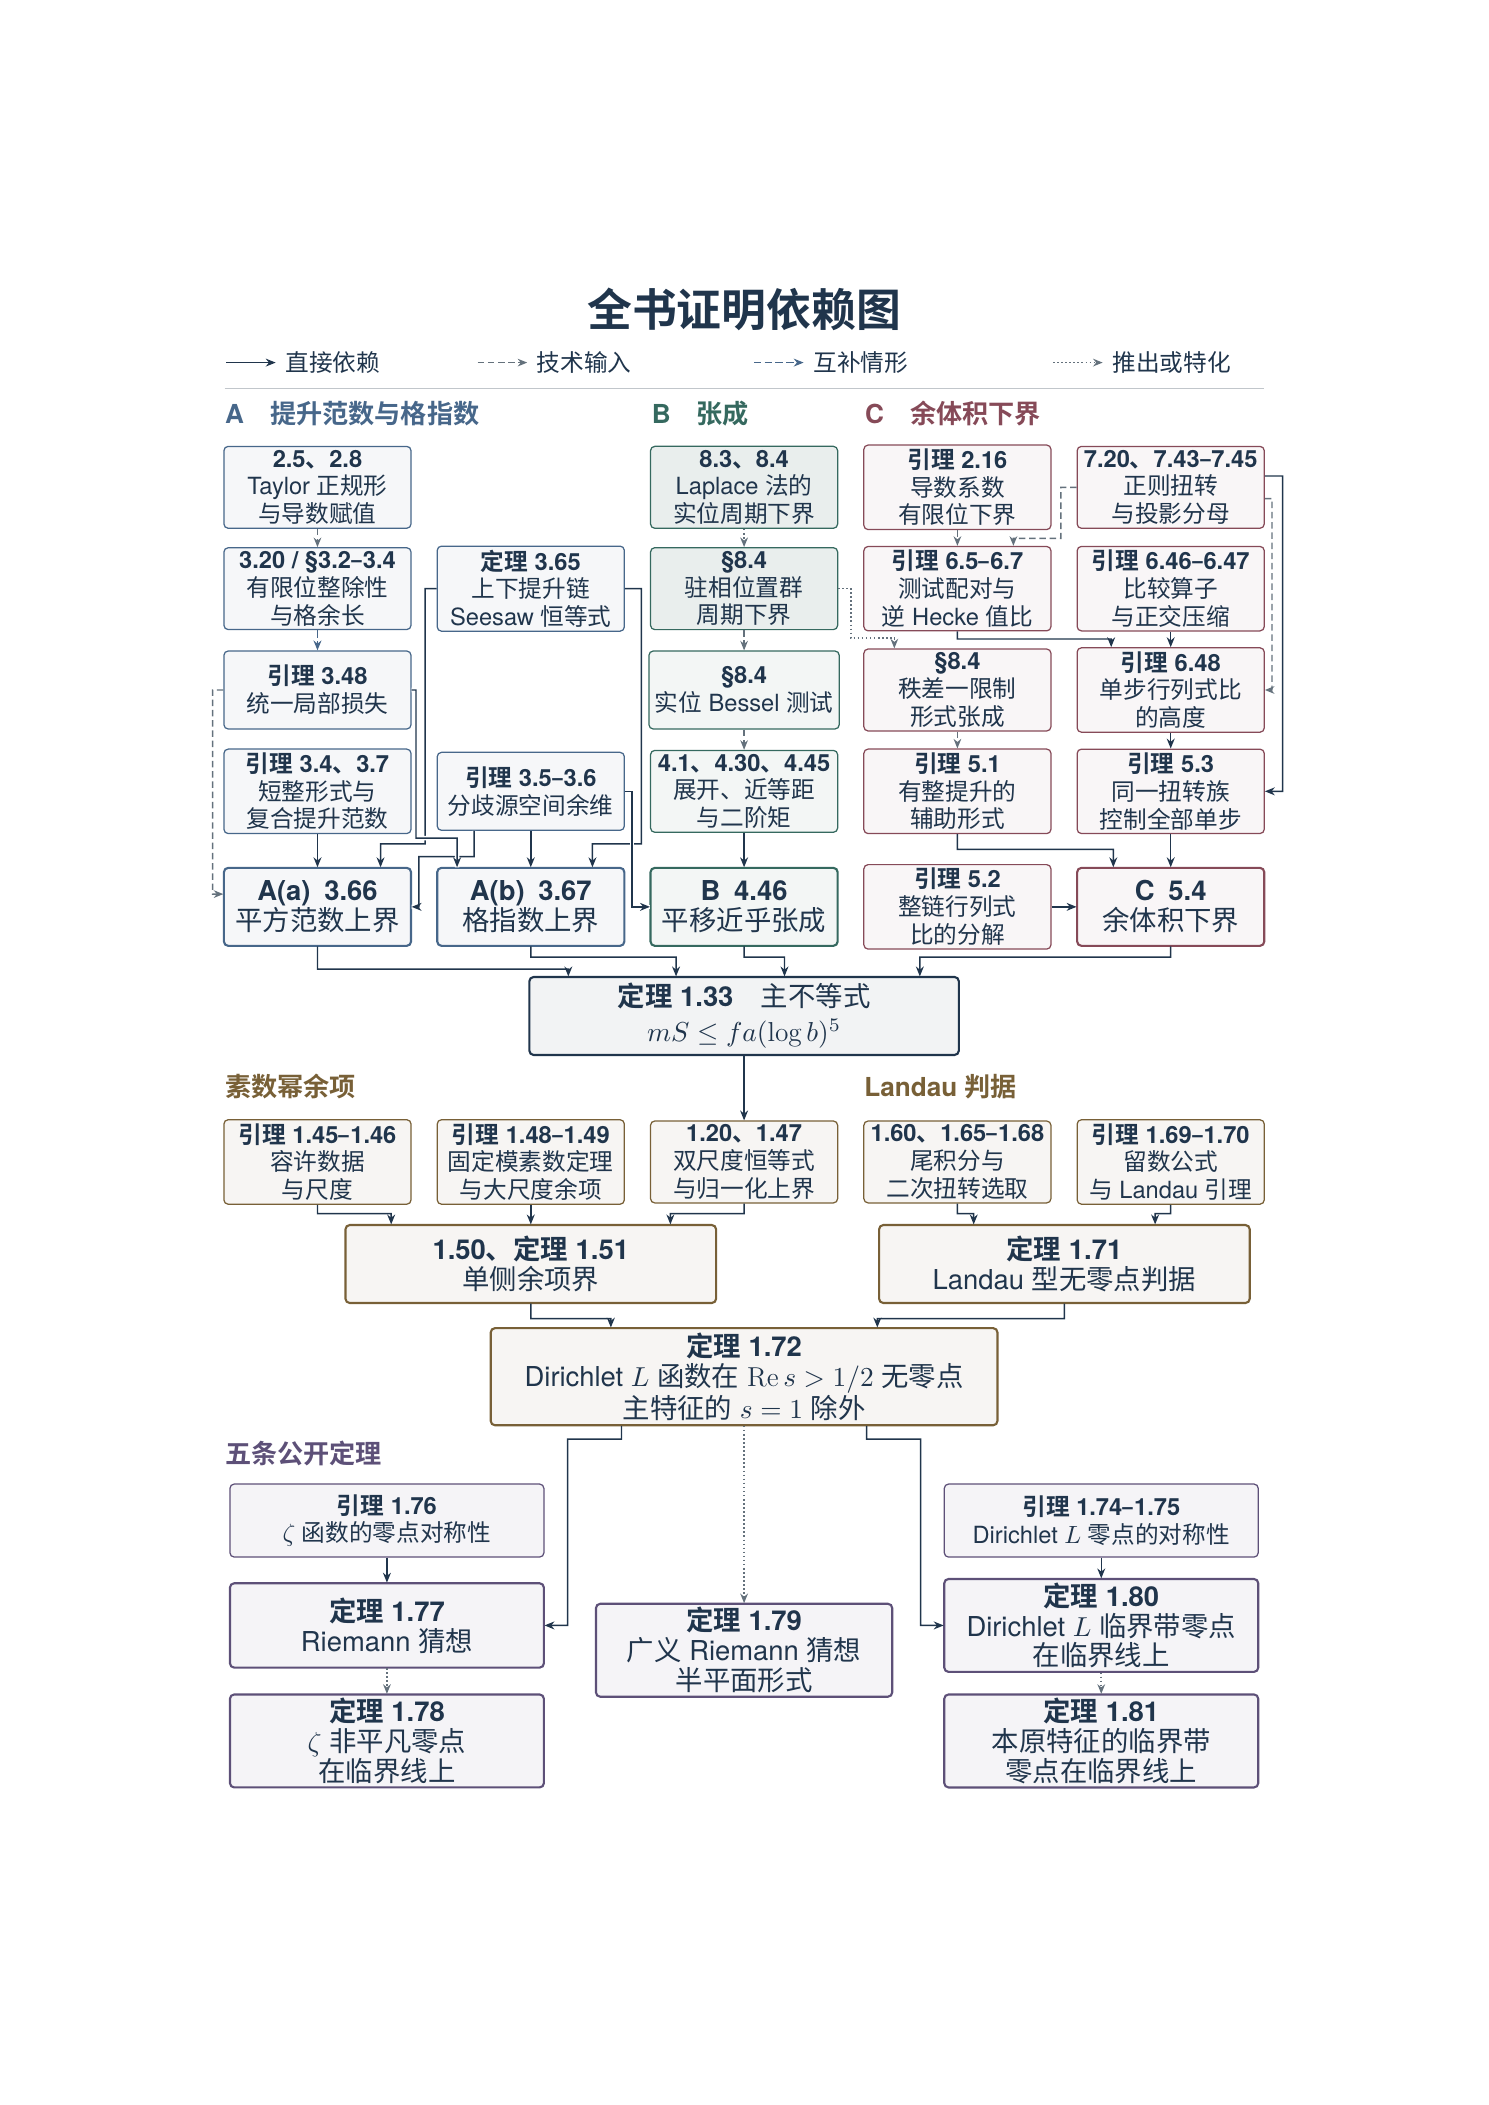 全书证明依赖图
直接依赖
技术输入
互补情形
推出或特化
A 提升范数与格指数
B 张成
C 余体积下界
2.5、2.8
Taylor 正规形
与导数赋值
8.3、8.4
Laplace 法的
实位周期下界
引理 2.16
导数系数
有限位下界
7.20、7.43–7.45
正则扭转
与投影分母
3.20 / §3.2–3.4
有限位整除性
与格余长
定理 3.65
上下提升链
Seesaw 恒等式
§8.4
驻相位置群
周期下界
引理 6.5–6.7
测试配对与
逆 Hecke 值比
引理 6.46–6.47
比较算子
与正交压缩
引理 3.48
统一局部损失
§8.4
实位 Bessel 测试
§8.4
秩差一限制
形式张成
引理 6.48
单步行列式比
的高度
引理 3.4、3.7
短整形式与
复合提升范数
引理 3.5–3.6
分歧源空间余维
4.1、4.30、4.45
展开、近等距
与二阶矩
引理 5.1
有整提升的
辅助形式
引理 5.3
同一扭转族
控制全部单步
A(a) 3.66
平方范数上界
A(b) 3.67
格指数上界
B 4.46
平移近乎张成
引理 5.2
整链行列式
比的分解
C 5.4
余体积下界
定理 1.33 主不等式
mS ≤ fa(log b)⁵
素数幂余项
Landau 判据
引理 1.45–1.46
容许数据
与尺度
引理 1.48–1.49
固定模素数定理
与大尺度余项
1.20、1.47
双尺度恒等式
与归一化上界
1.60、1.65–1.68
尾积分与
二次扭转选取
引理 1.69–1.70
留数公式
与 Landau 引理
1.50、定理 1.51
单侧余项界
定理 1.71
Landau 型无零点判据
定理 1.72
Dirichlet L 函数在 Re s > 1/2 无零点
主特征的 s = 1 除外
五条公开定理
引理 1.76
ζ 函数的零点对称性
引理 1.74–1.75
Dirichlet L 零点的对称性
定理 1.77
Riemann 猜想
定理 1.79
广义 Riemann 猜想
半平面形式
定理 1.80
Dirichlet L 临界带零点
在临界线上
定理 1.78
ζ 非平凡零点
在临界线上
定理 1.81
本原特征的临界带
零点在临界线上